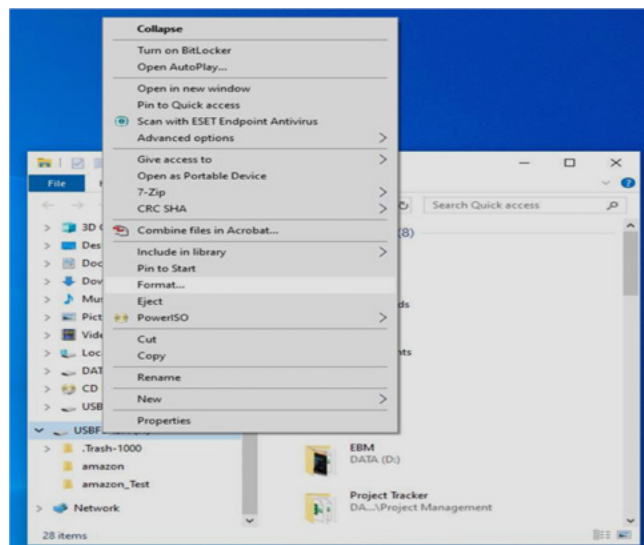 Collapse
Turn on BitLocker
Open AutoPlay...
Open in new window
Pin to Quick access
Scan with ESET Endpoint Antivirus
Advanced options
Give access to
Open as Portable Device
7-Zip
CRC SHA
Combine files in Acrobat...
Include in library
Pin to Start
Format...
Eject
PowerISO
Cut
Copy
Rename
New
Properties
File
Search Quick access
3D
(8)
Des
Doc
Dov
Mus
ds
Pict
Vide
Loc
nts
DAT
CD
USB
USBF
.Trash-1000
amazon
amazon_Test
Network
EBM
DATA (D:)
Project Tracker
DA...\Project Management
28 items